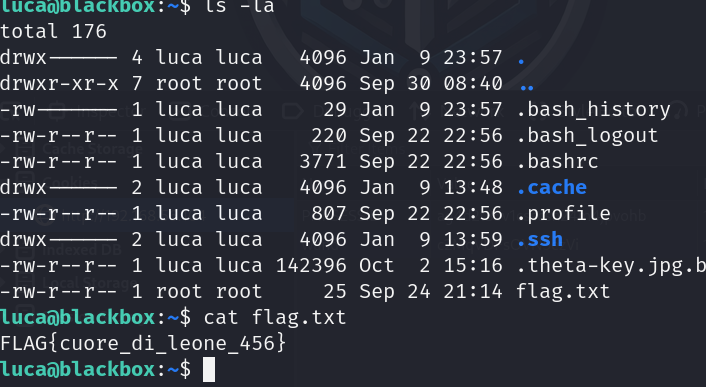 luca@blackbox:~$ ls -la
total 176
drwx------ 4 luca luca 4096 Jan 9 23:57 .
drwxr-xr-x 7 root root 4096 Sep 30 08:40 ..
-rw------- 1 luca luca 29 Jan 9 23:57 .bash_history
-rw-r--r-- 1 luca luca 220 Sep 22 22:56 .bash_logout
-rw-r--r-- 1 luca luca 3771 Sep 22 22:56 .bashrc
drwx------ 2 luca luca 4096 Jan 9 13:48 .cache
-rw-r--r-- 1 luca luca 807 Sep 22 22:56 .profile
drwx------ 2 luca luca 4096 Jan 9 13:59 .ssh
-rw-r--r-- 1 luca luca 142396 Oct 2 15:16 .theta-key.jpg.b
-rw-r--r-- 1 root root 25 Sep 24 21:14 flag.txt
luca@blackbox:~$ cat flag.txt
FLAG{cuore_di_leone_456}
luca@blackbox:~$